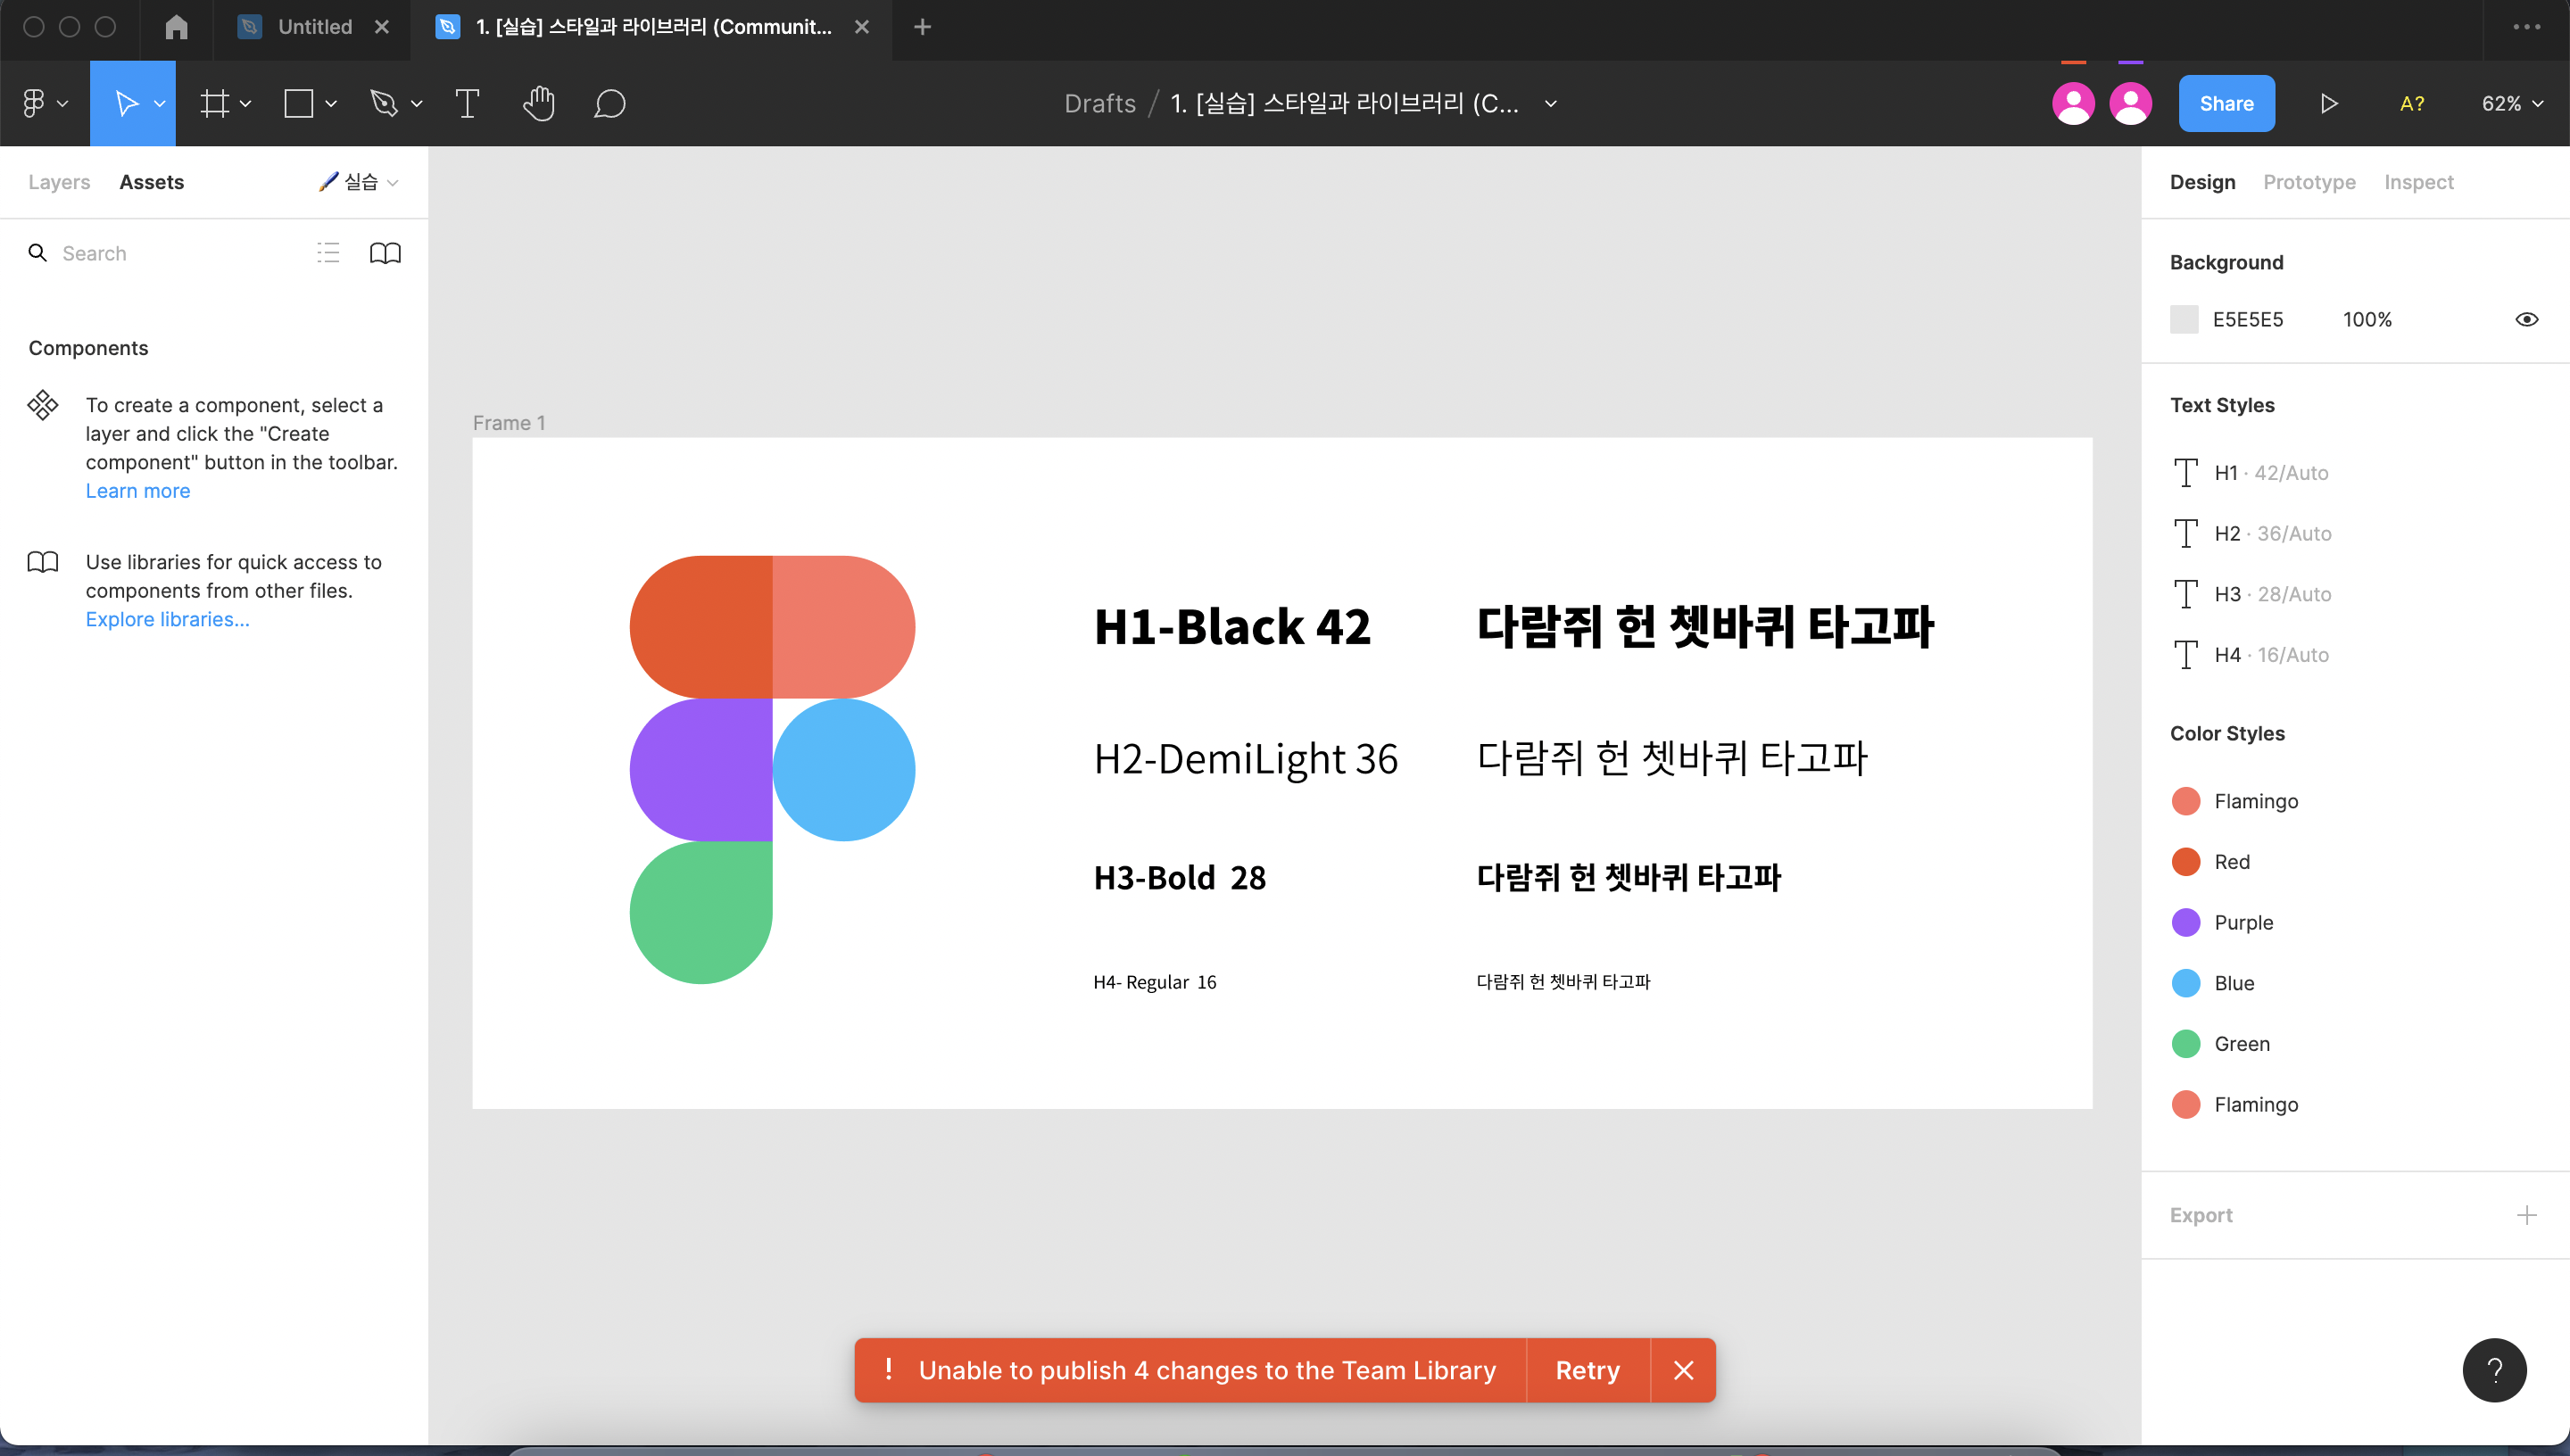 Untitled
1. [실습] 스타일과 라이브러리 (Communit...
Drafts / 1. [실습] 스타일과 라이브러리 (C...
Share
A?
62%
Layers
Assets
실습
Search
Components
To create a component, select a
layer and click the "Create
component" button in the toolbar.
Learn more
Use libraries for quick access to
components from other files.
Explore libraries...
Frame 1
H1-Black 42
다람쥐 헌 쳇바퀴 타고파
H2-DemiLight 36
다람쥐 헌 쳇바퀴 타고파
H3-Bold 28
다람쥐 헌 쳇바퀴 타고파
H4- Regular 16
다람쥐 헌 쳇바퀴 타고파
! Unable to publish 4 changes to the Team Library
Retry
Design
Prototype
Inspect
Background
E5E5E5
100%
Text Styles
H1 · 42/Auto
H2 · 36/Auto
H3 · 28/Auto
H4 · 16/Auto
Color Styles
Flamingo
Red
Purple
Blue
Green
Flamingo
Export
?